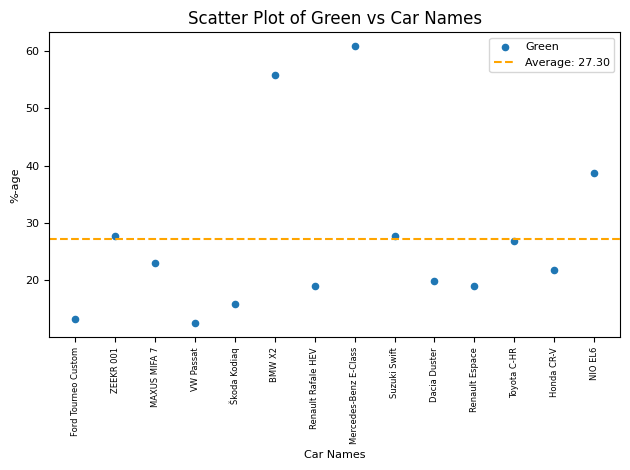 Scatter Plot of Green vs Car Names
Green
Average: 27.30
%-age
60
50
40
30
20
Ford Tourneo Custom
ZEEKR 001
MAXUS MIFA 7
VW Passat
Škoda Kodiaq
BMW X2
Renault Rafale HEV
Mercedes-Benz E-Class
Suzuki Swift
Dacia Duster
Renault Espace
Toyota C-HR
Honda CR-V
NIO EL6
Car Names